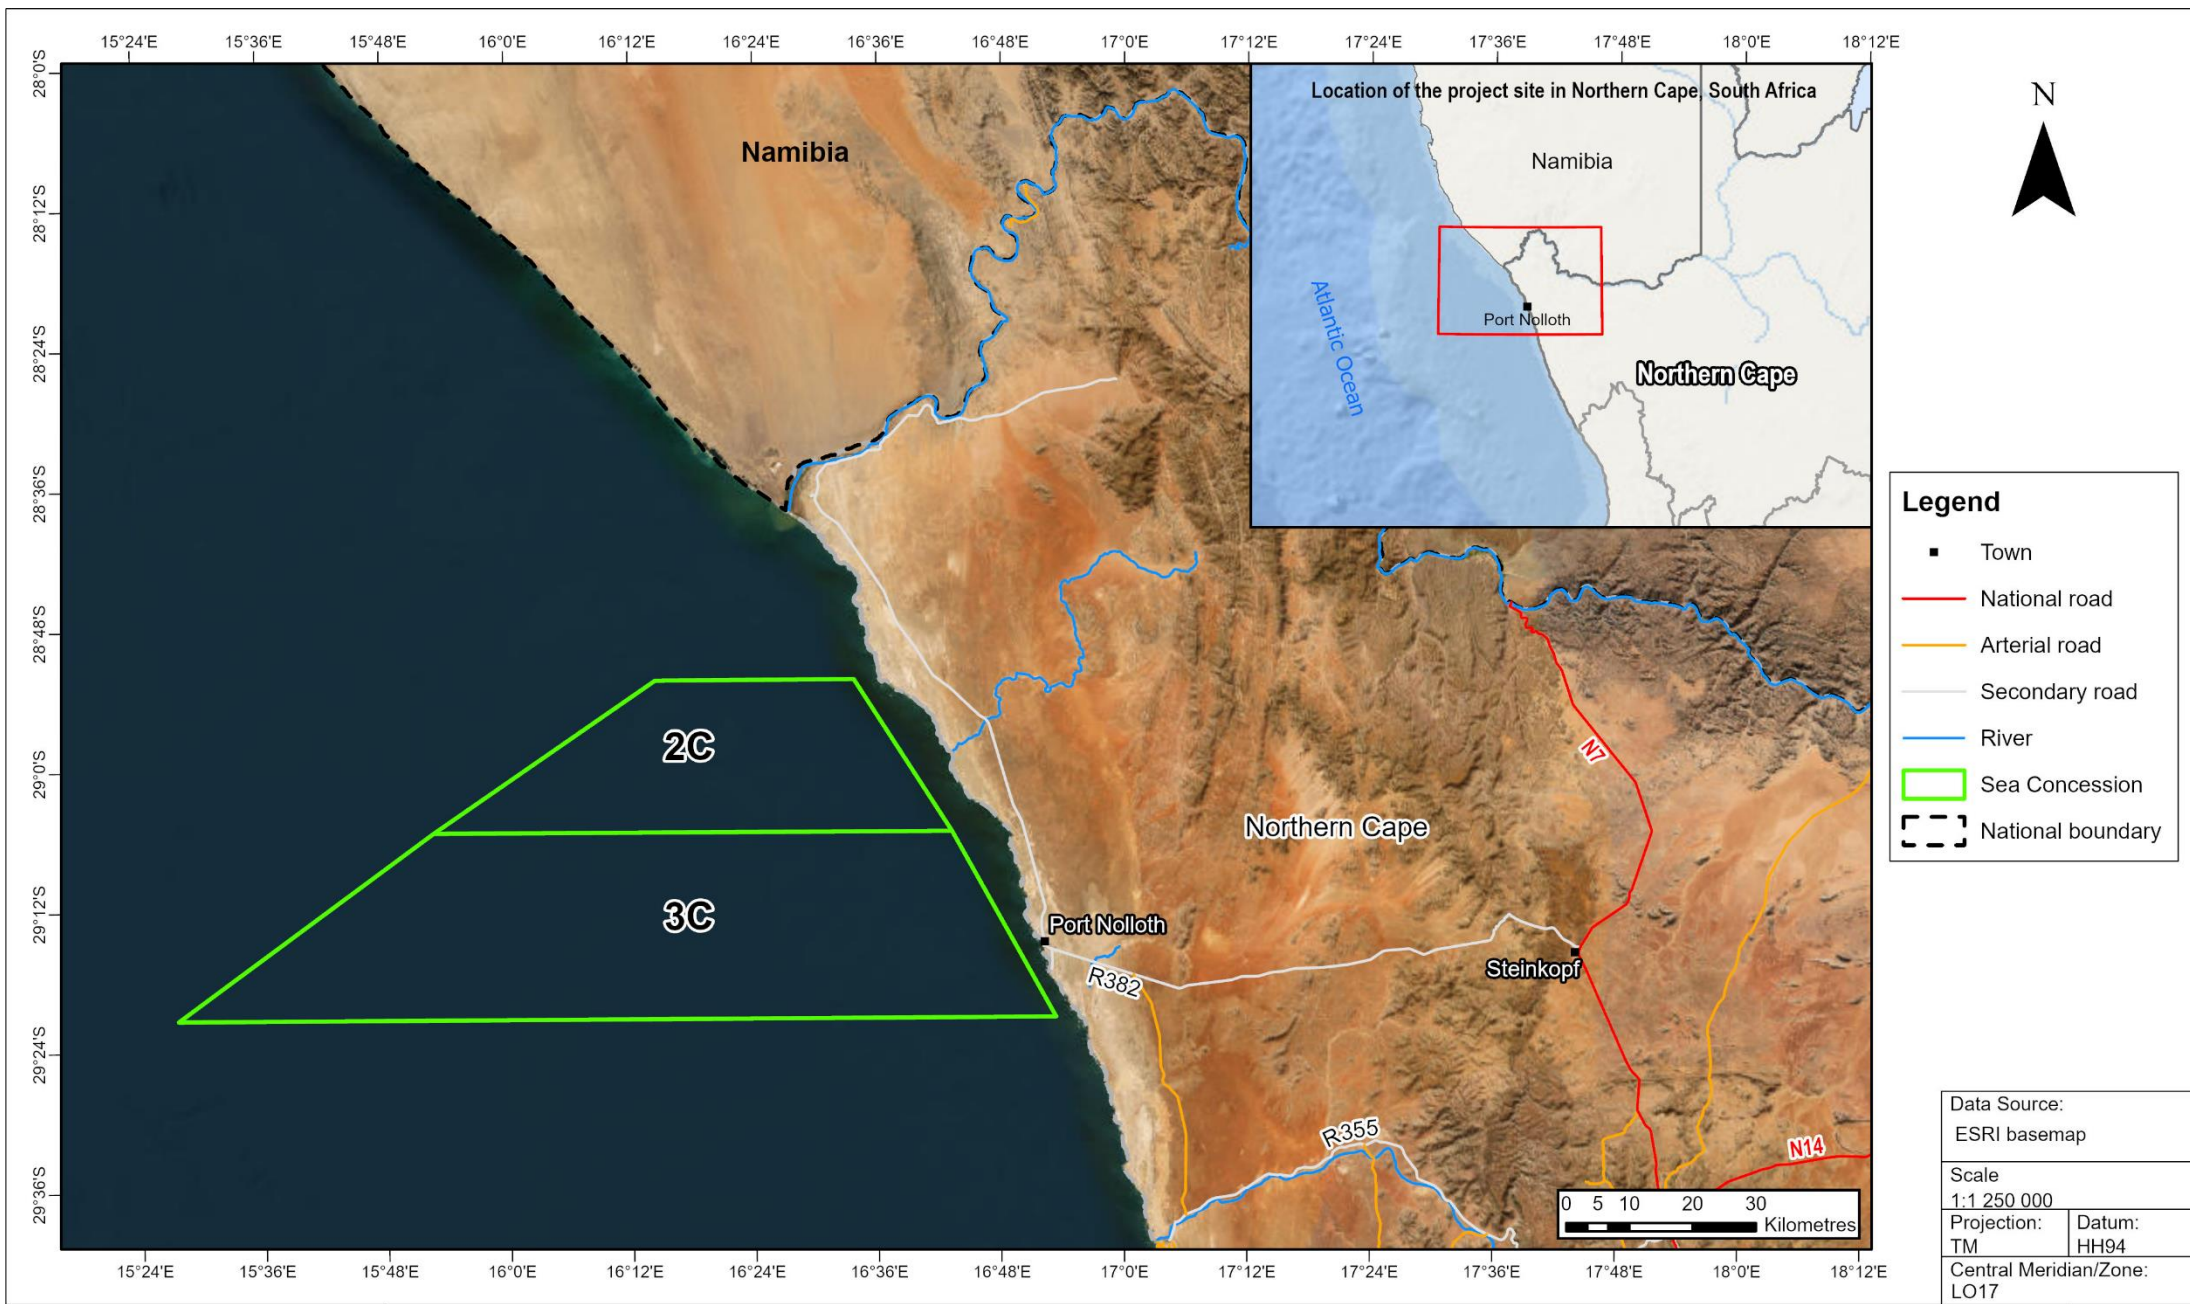 15°24'E 15°36'E 15°48'E 16°0'E 16°12'E 16°24'E 16°36'E 16°48'E 17°0'E 17°12'E 17°24'E 17°36'E 17°48'E 18°0'E 18°12'E
28°0'S
28°12'S
28°24'S
28°36'S
28°48'S
29°0'S
29°12'S
29°24'S
29°36'S
Namibia
Location of the project site in Northern Cape, South Africa
Namibia
Atlantic Ocean
Port Nolloth
Northern Cape
N
2C
3C
N7
Northern Cape
Port Nolloth
R382
Steinkopf
R355
N14
0 5 10 20 30
Kilometres
15°24'E 15°36'E 15°48'E 16°0'E 16°12'E 16°24'E 16°36'E 16°48'E 17°0'E 17°12'E 17°24'E 17°36'E 17°48'E 18°0'E 18°12'E
Legend
Town
National road
Arterial road
Secondary road
River
Sea Concession
National boundary
Data Source:
ESRI basemap
Scale
1:1 250 000
Projection:
TM
Datum:
HH94
Central Meridian/Zone:
LO17